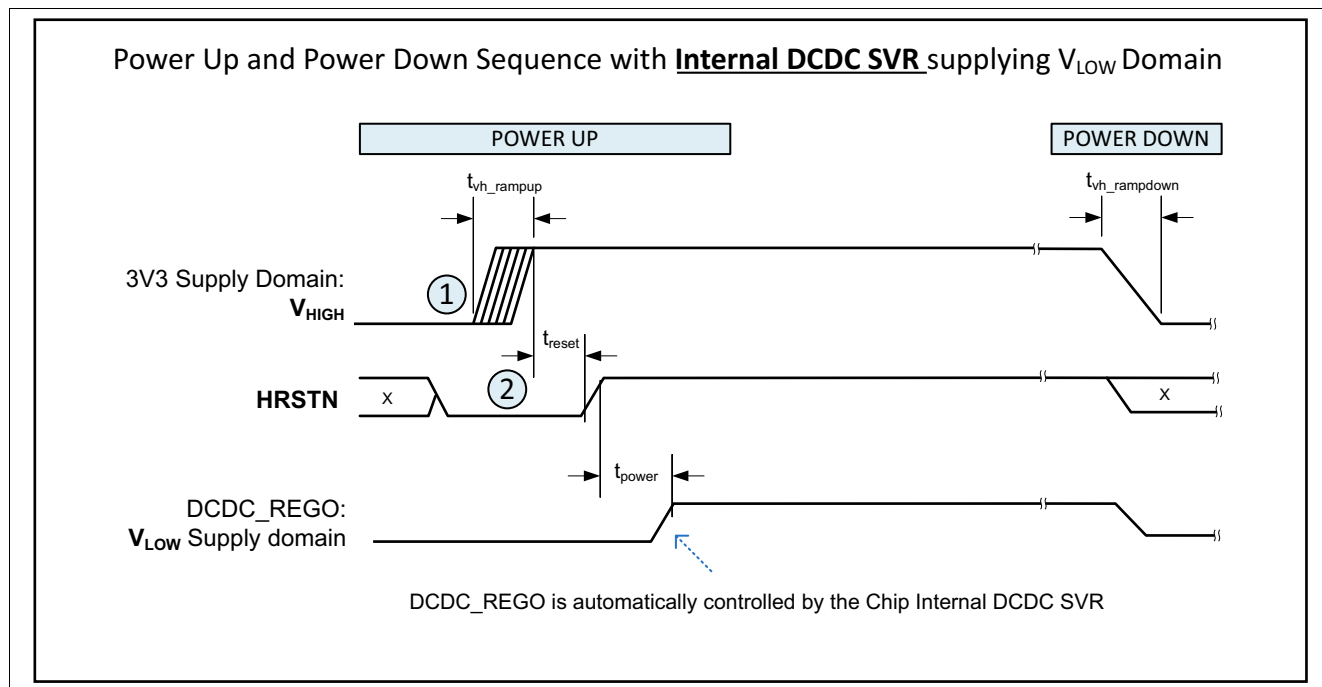 Power Up and Power Down Sequence with Internal DCDC SVR supplying VLOW Domain
POWER UP
POWER DOWN
tvh_rampup
tvh_rampdown
3V3 Supply Domain:
VHIGH
1
treset
HRSTN
X
2
X
tpower
DCDC_REGO:
VLOW Supply domain
DCDC_REGO is automatically controlled by the Chip Internal DCDC SVR